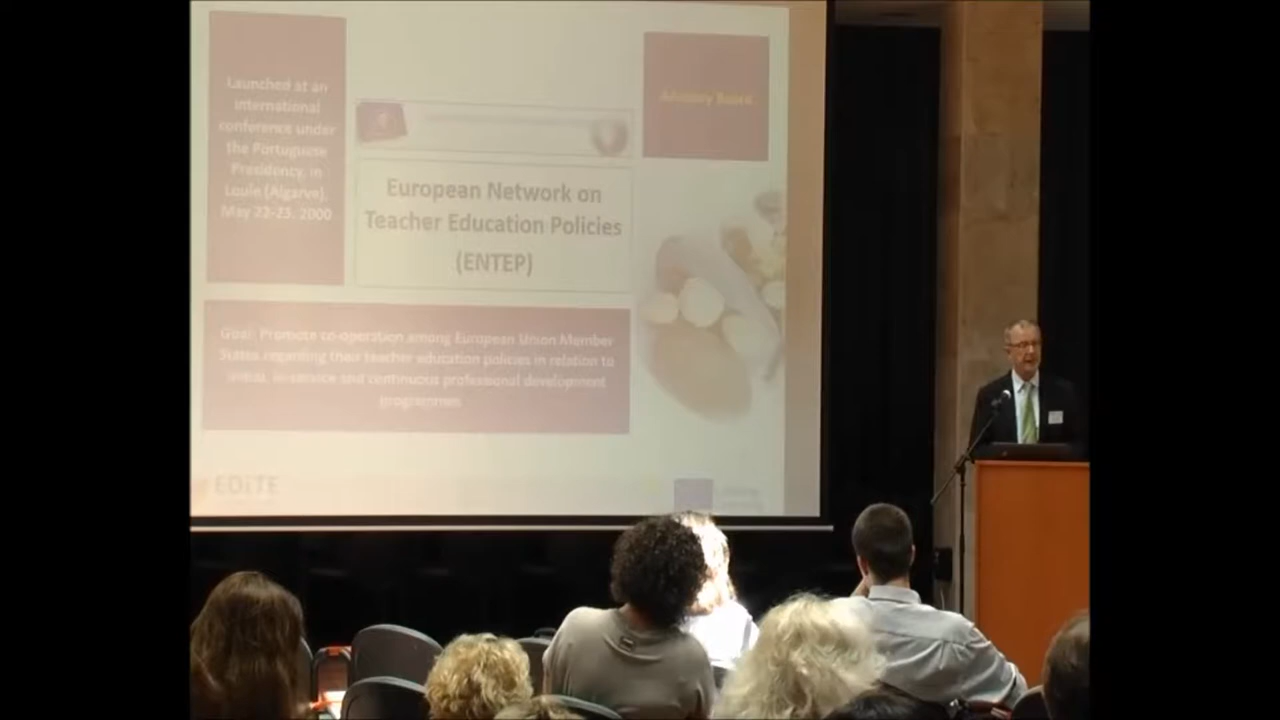 Launched at an
international
conference under
the Portuguese
Presidency, in
Loulé (Algarve),
May 22-23, 2000
Advisory Board
European Network on
Teacher Education Policies
(ENTEP)
Goal: Promote co-operation among European Union Member
States regarding their teacher education policies in relation to
initial, in-service and continuous professional development
programmes
EDiTE